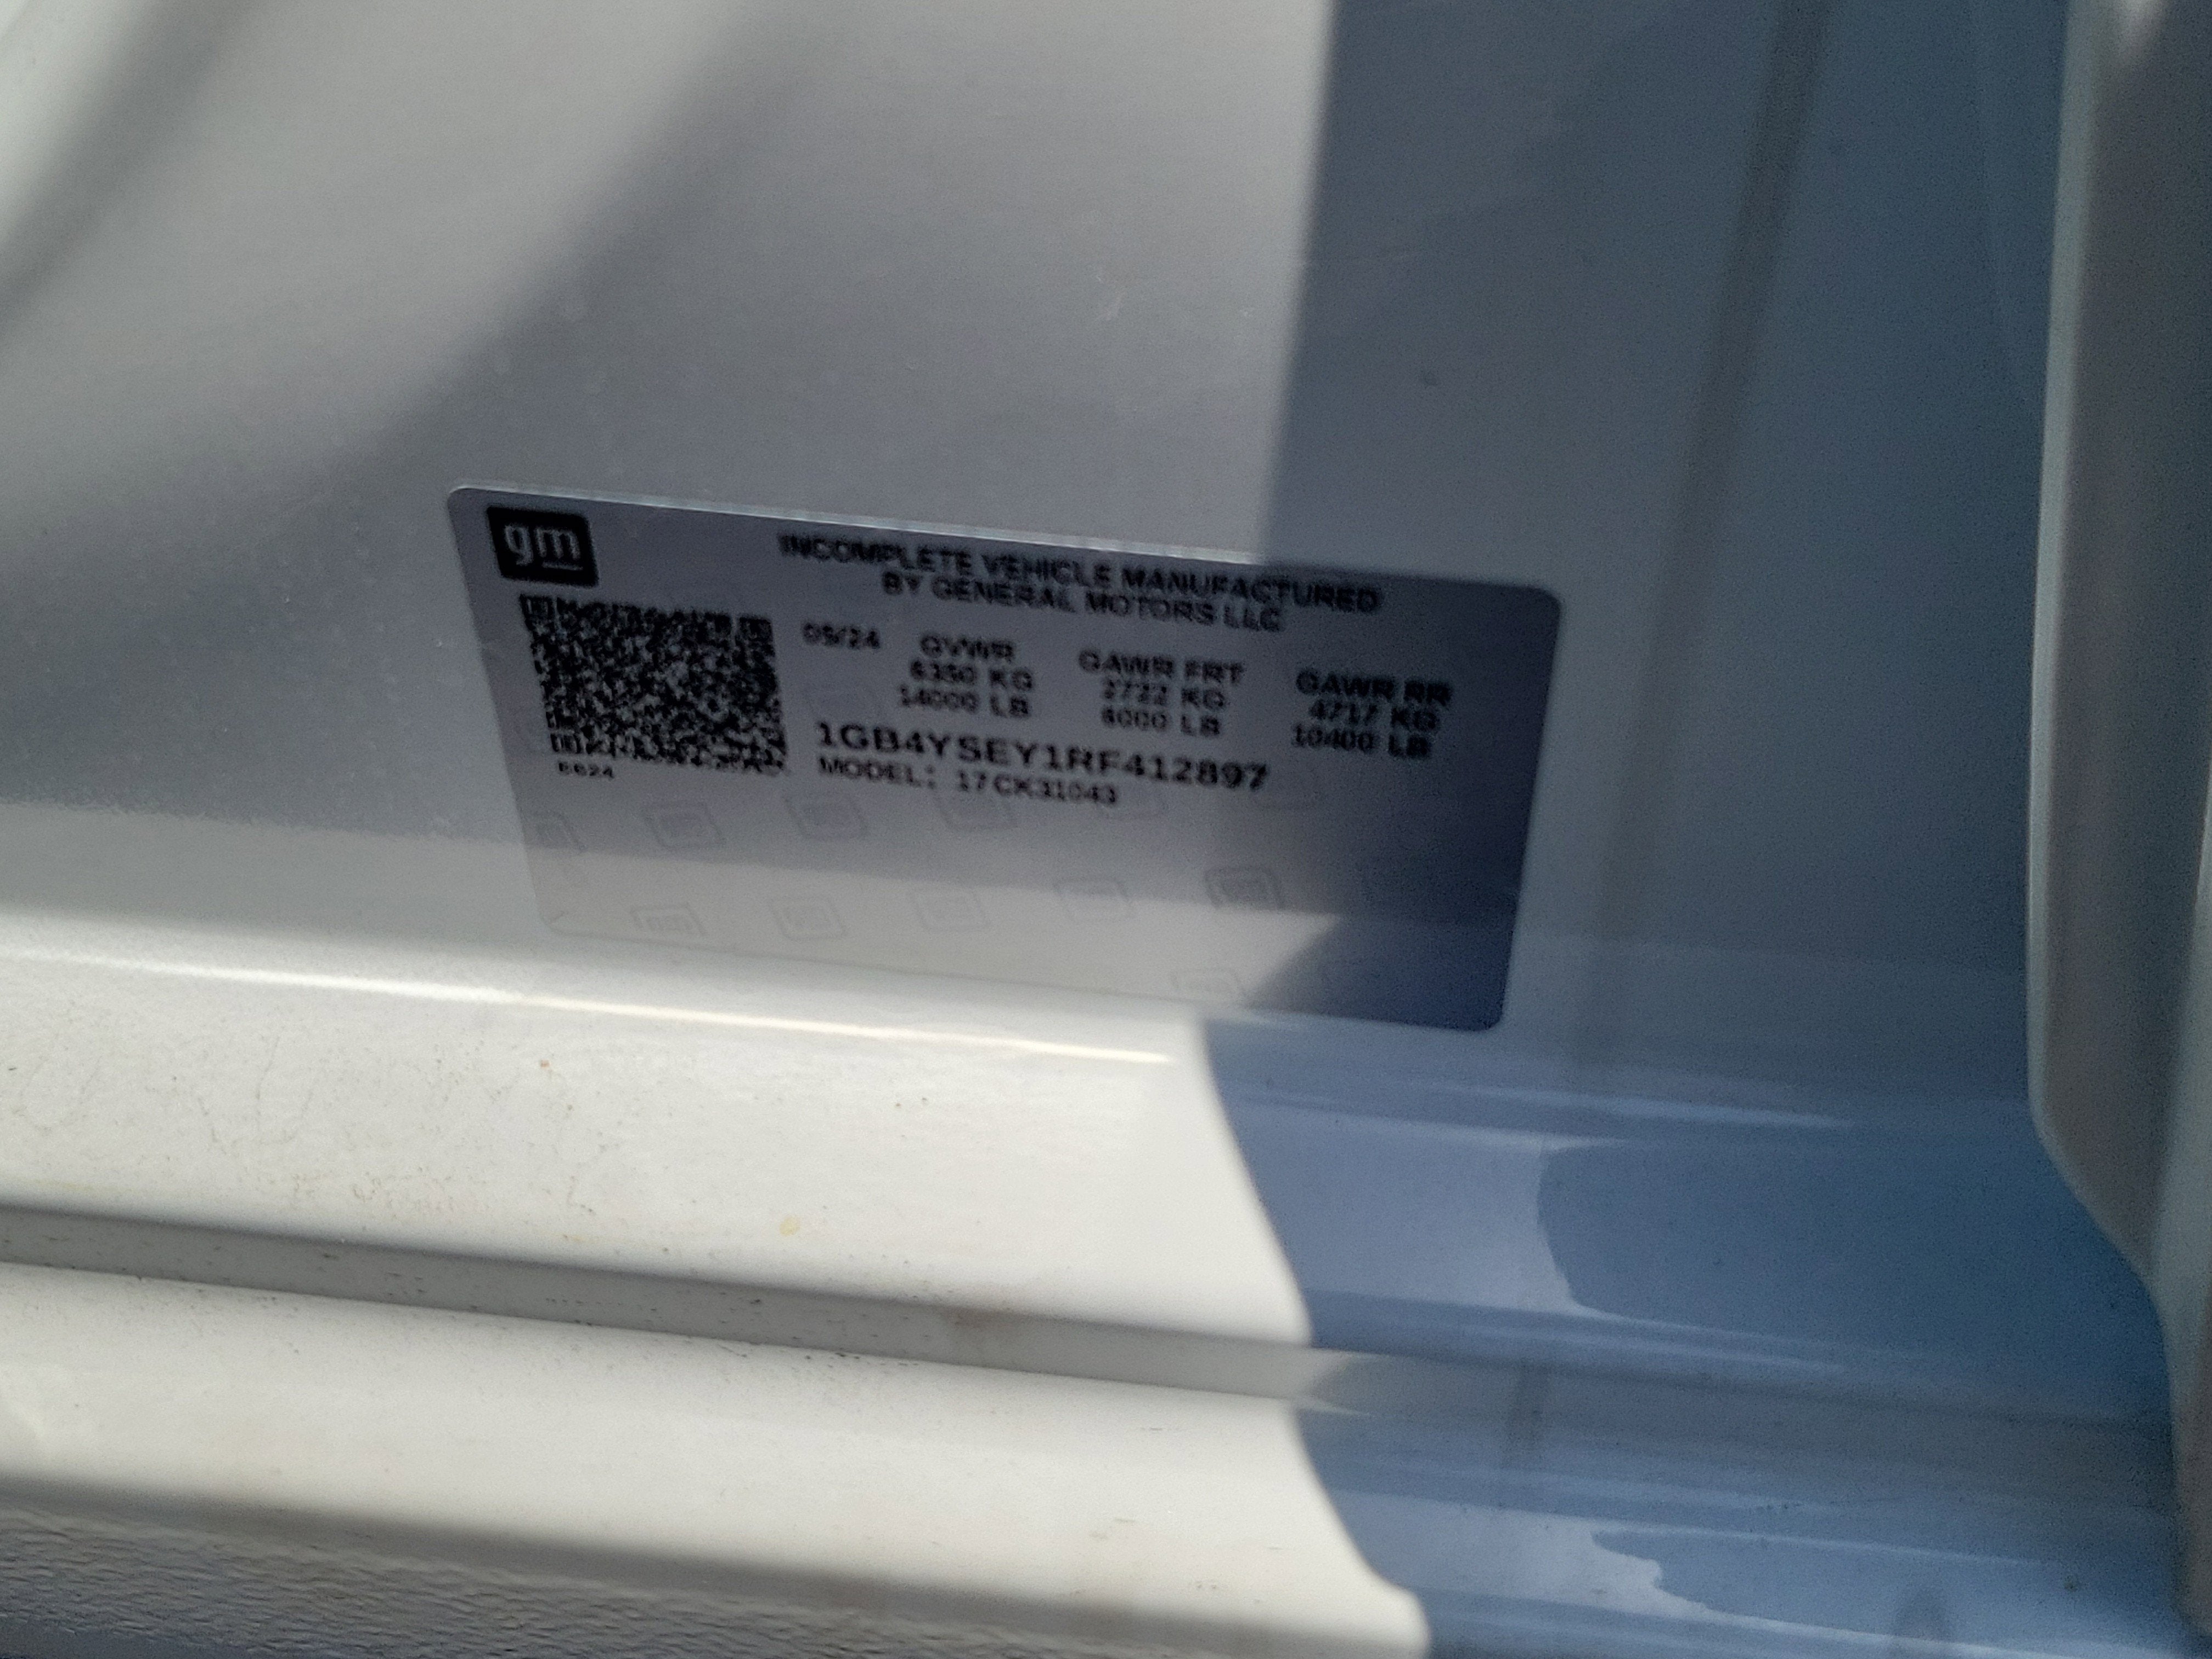 gm
INCOMPLETE VEHICLE MANUFACTURED
BY GENERAL MOTORS LLC
05/24 GVWR GAWR FRT GAWR RR
6350 KG 2722 KG 4717 KG
14000 LB 6000 LB 10400 LB
1GB4YSEY1RF412897
MODEL: 17CK31043
6624